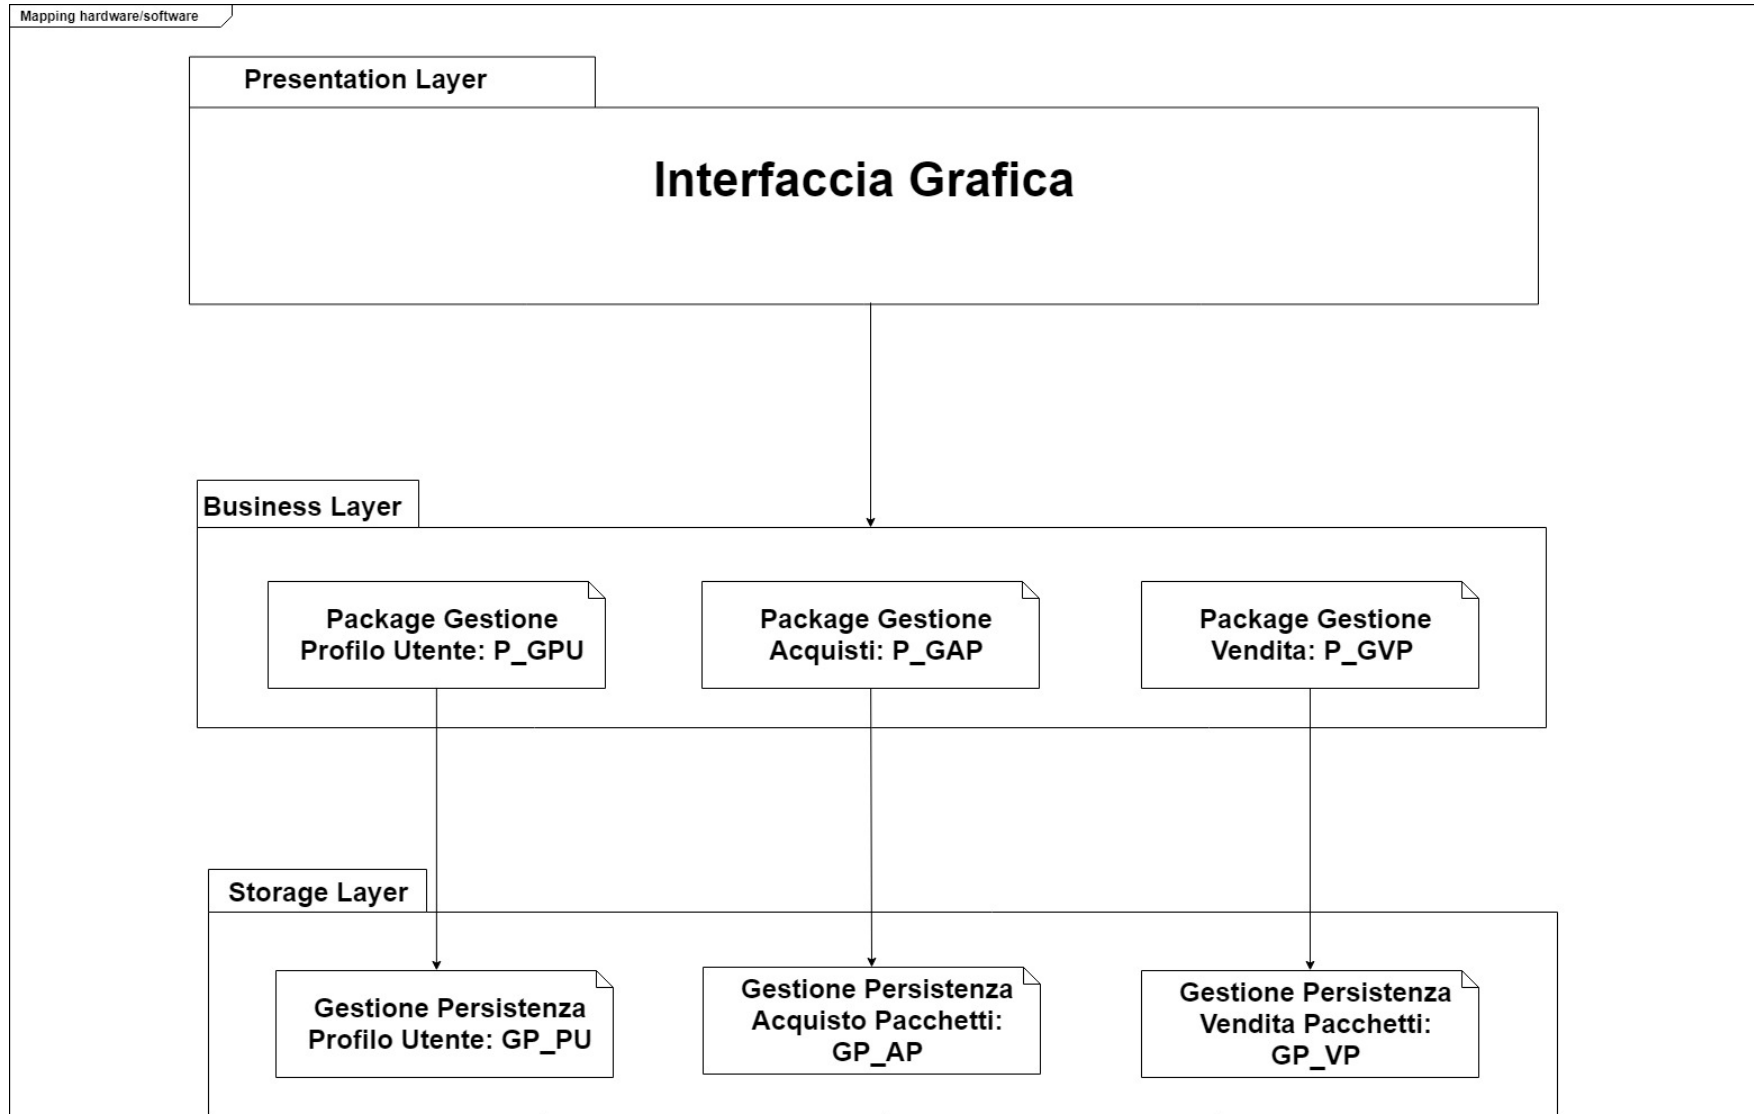 Mapping hardware/software
Presentation Layer
Interfaccia Grafica
Business Layer
Package Gestione
Profilo Utente: P_GPU
Package Gestione
Acquisti: P_GAP
Package Gestione
Vendita: P_GVP
Storage Layer
Gestione Persistenza
Profilo Utente: GP_PU
Gestione Persistenza
Acquisto Pacchetti:
GP_AP
Gestione Persistenza
Vendita Pacchetti:
GP_VP